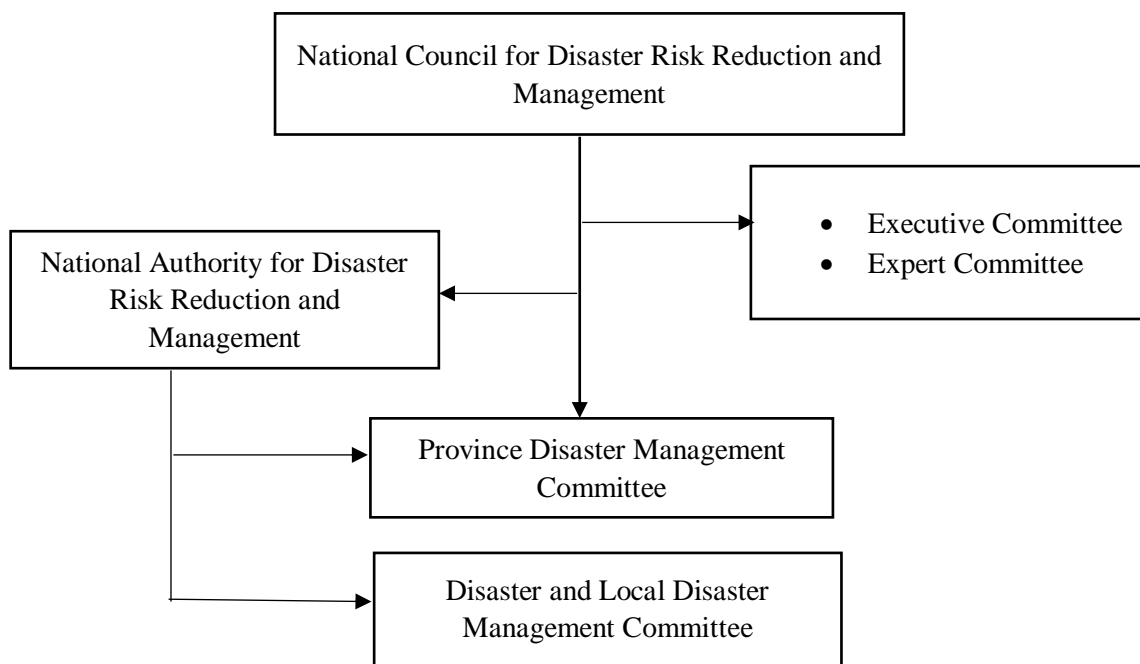 National Council for Disaster Risk Reduction and
Management
• Executive Committee
• Expert Committee
National Authority for Disaster
Risk Reduction and
Management
Province Disaster Management
Committee
Disaster and Local Disaster
Management Committee